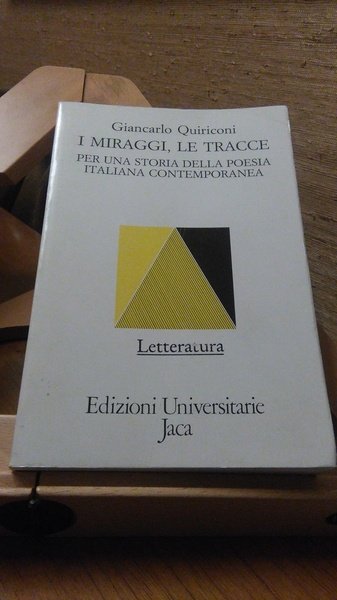 Giancarlo Quiriconi
I MIRAGGI, LE TRACCE
PER UNA STORIA DELLA POESIA
ITALIANA CONTEMPORANEA
Letteratura
Edizioni Universitarie
Jaca